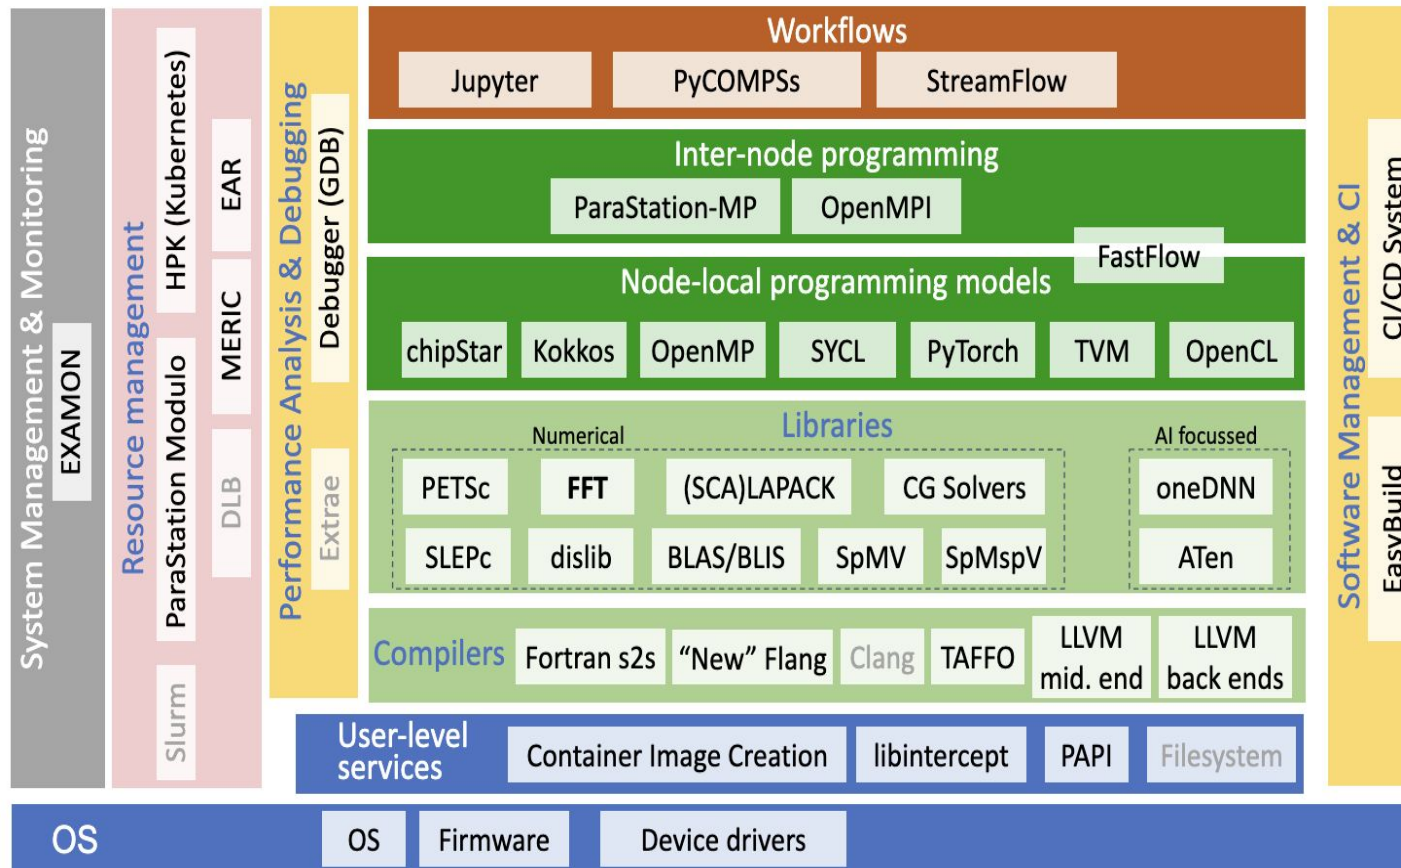 System Management & Monitoring
EXAMON
Resource management
HPK (Kubernetes)
ParaStation Modulo
Slurm
EAR
MERIC
DLB
Performance Analysis & Debugging
Debugger (GDB)
Extrae
Workflows
Jupyter
PyCOMPSs
StreamFlow
Inter-node programming
ParaStation-MP
OpenMPI
FastFlow
Node-local programming models
chipStar
Kokkos
OpenMP
SYCL
PyTorch
TVM
OpenCL
Libraries
Numerical
AI focussed
PETSc
FFT
(SCA)LAPACK
CG Solvers
oneDNN
SLEPc
dislib
BLAS/BLIS
SpMV
SpMspV
ATen
Compilers
Fortran s2s
“New” Flang
Clang
TAFFO
LLVM
mid. end
LLVM
back ends
User-level
services
Container Image Creation
libintercept
PAPI
Filesystem
OS
OS
Firmware
Device drivers
Software Management & CI
CI/CD System
EasyBuild